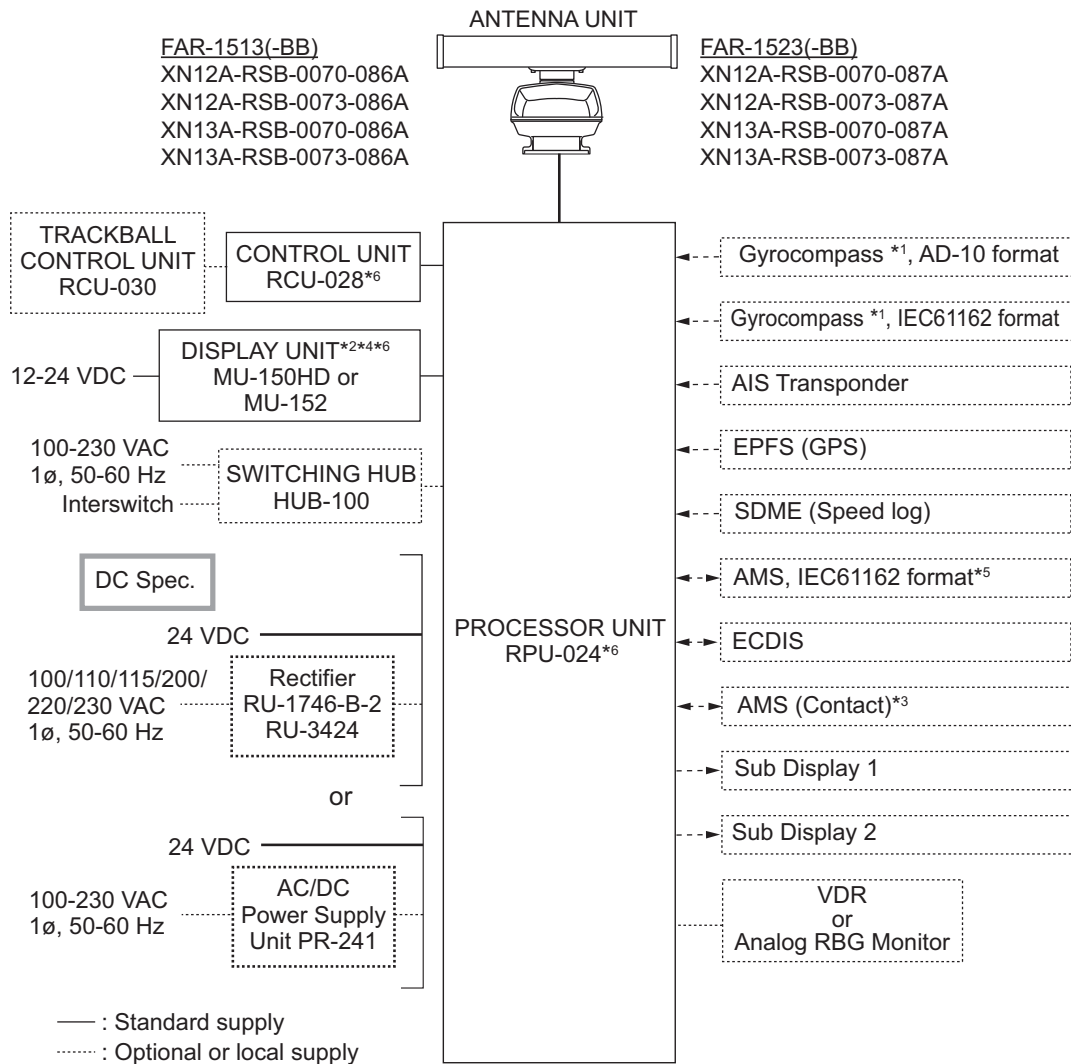 ANTENNA UNIT
FAR-1513(-BB)
XN12A-RSB-0070-086A
XN12A-RSB-0073-086A
XN13A-RSB-0070-086A
XN13A-RSB-0073-086A
FAR-1523(-BB)
XN12A-RSB-0070-087A
XN12A-RSB-0073-087A
XN13A-RSB-0070-087A
XN13A-RSB-0073-087A
TRACKBALL
CONTROL UNIT
RCU-030
CONTROL UNIT
RCU-028*6
12-24 VDC
DISPLAY UNIT*2*4*6
MU-150HD or
MU-152
100-230 VAC
1ø, 50-60 Hz
Interswitch
SWITCHING HUB
HUB-100
DC Spec.
24 VDC
100/110/115/200/
220/230 VAC
1ø, 50-60 Hz
Rectifier
RU-1746-B-2
RU-3424
or
24 VDC
100-230 VAC
1ø, 50-60 Hz
AC/DC
Power Supply
Unit PR-241
PROCESSOR UNIT
RPU-024*6
Gyrocompass *1, AD-10 format
Gyrocompass *1, IEC61162 format
AIS Transponder
EPFS (GPS)
SDME (Speed log)
AMS, IEC61162 format*5
ECDIS
AMS (Contact)*3
Sub Display 1
Sub Display 2
VDR
or
Analog RBG Monitor
: Standard supply
: Optional or local supply